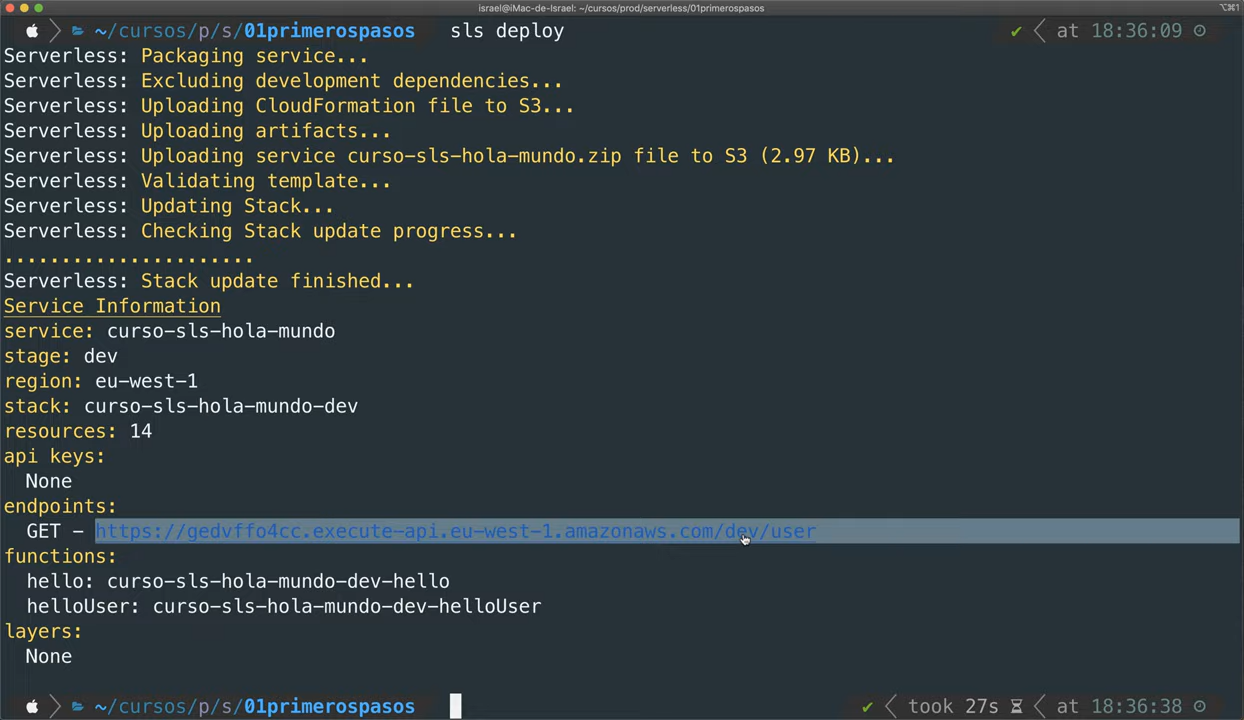 israel@iMac-de-Israel: ~/cursos/prod/serverless/01primerospasos ⌥⌘1
~/cursos/p/s/01primerospasos sls deploy ✔ at 18:36:09
Serverless: Packaging service...
Serverless: Excluding development dependencies...
Serverless: Uploading CloudFormation file to S3...
Serverless: Uploading artifacts...
Serverless: Uploading service curso-sls-hola-mundo.zip file to S3 (2.97 KB)...
Serverless: Validating template...
Serverless: Updating Stack...
Serverless: Checking Stack update progress...
......................
Serverless: Stack update finished...
Service Information
service: curso-sls-hola-mundo
stage: dev
region: eu-west-1
stack: curso-sls-hola-mundo-dev
resources: 14
api keys:
None
endpoints:
GET - https://gedvffo4cc.execute-api.eu-west-1.amazonaws.com/dev/user
functions:
hello: curso-sls-hola-mundo-dev-hello
helloUser: curso-sls-hola-mundo-dev-helloUser
layers:
None
~/cursos/p/s/01primerospasos ✔ took 27s at 18:36:38